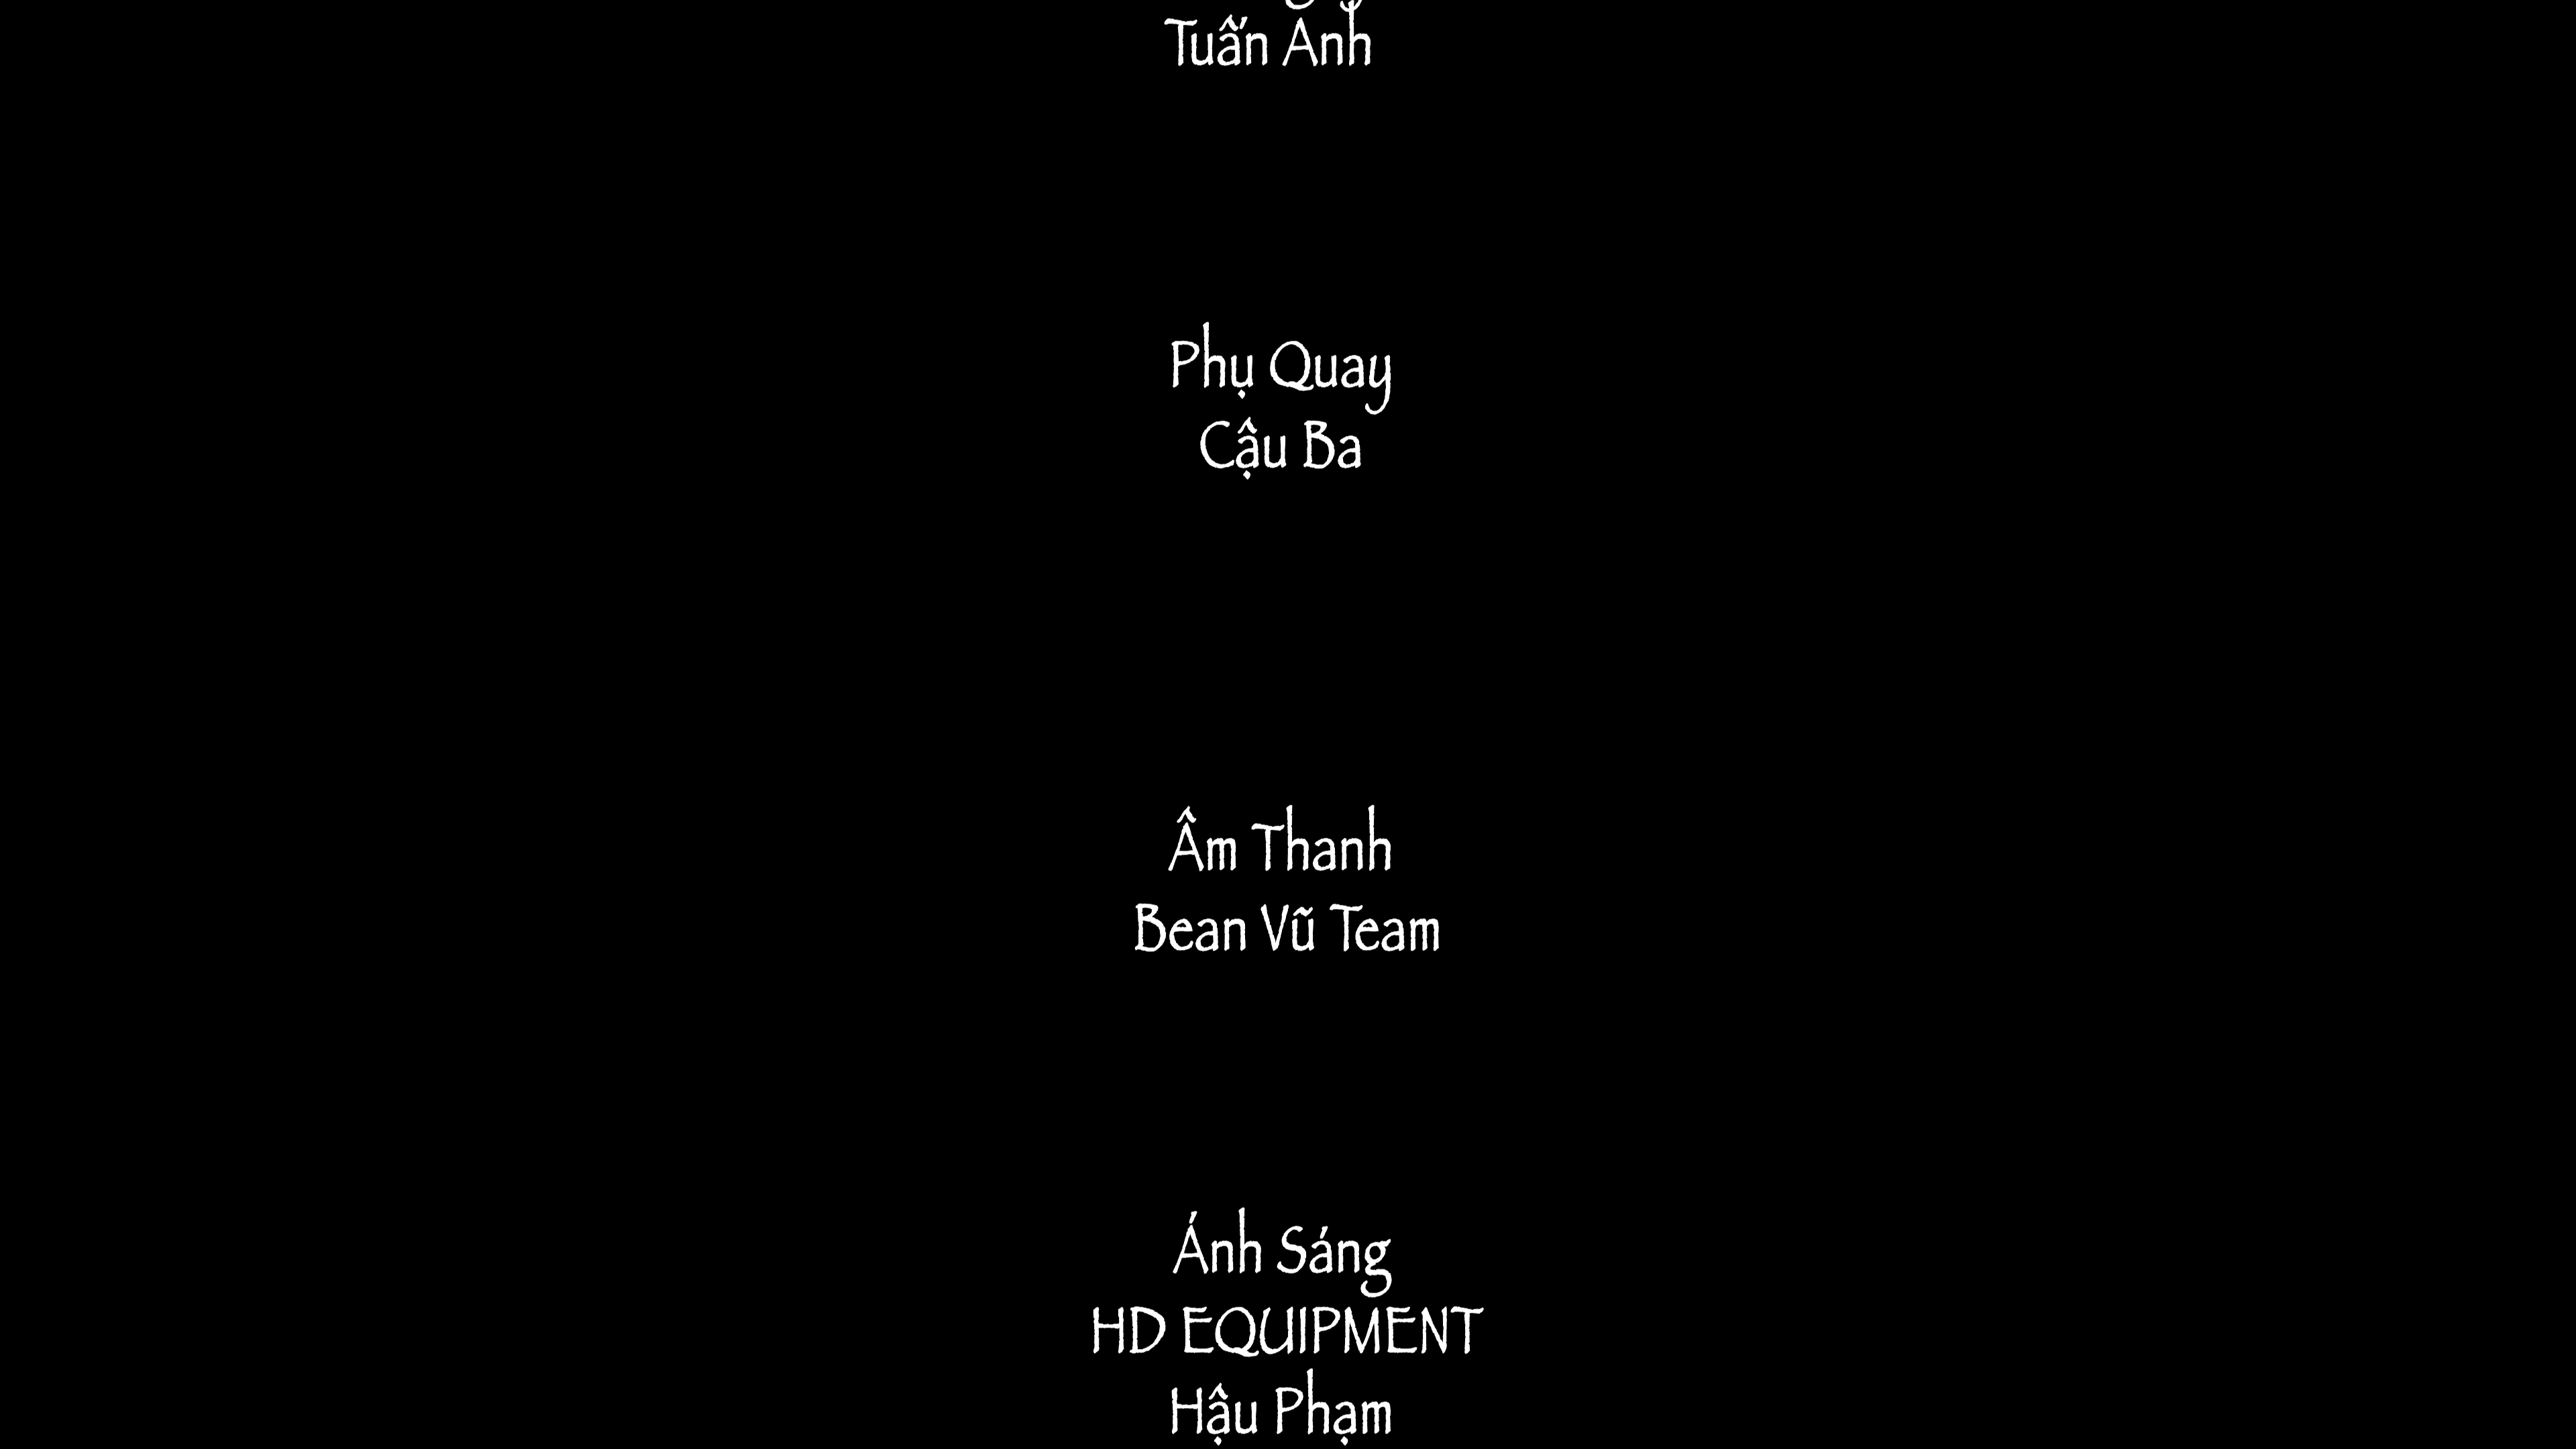 Tuấn Anh
Phụ Quay
Cậu Ba
Âm Thanh
Bean Vũ Team
Ánh Sáng
HD EQUIPMENT
Hậu Phạm